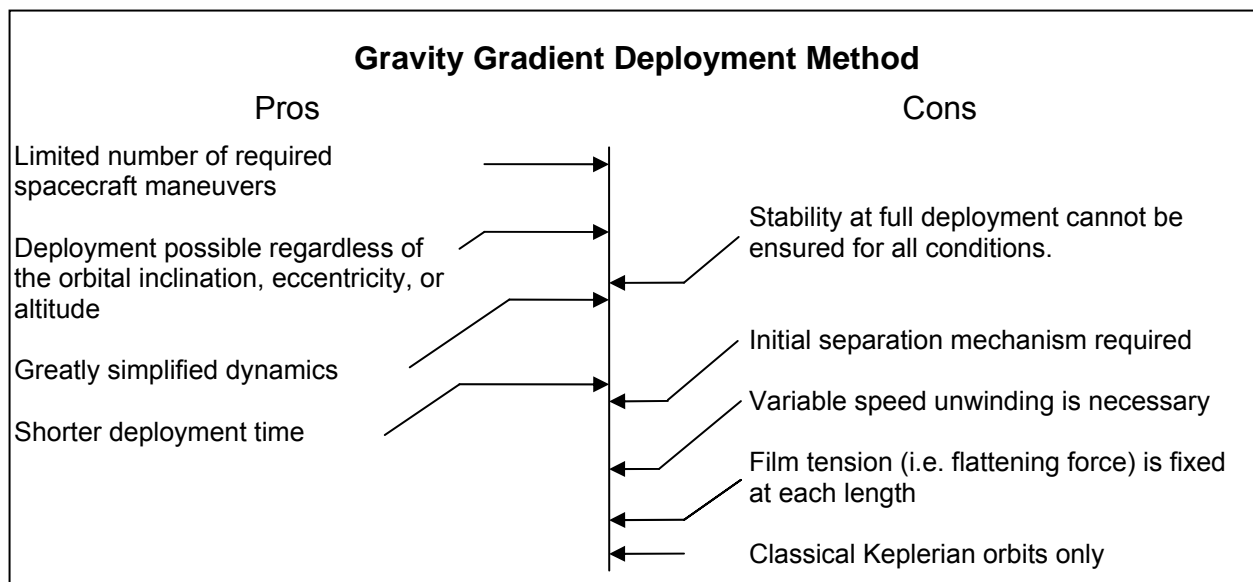 Gravity Gradient Deployment Method
Pros
Limited number of required
spacecraft maneuvers
Deployment possible regardless of
the orbital inclination, eccentricity, or
altitude
Greatly simplified dynamics
Shorter deployment time
Cons
Stability at full deployment cannot be
ensured for all conditions.
Initial separation mechanism required
Variable speed unwinding is necessary
Film tension (i.e. flattening force) is fixed
at each length
Classical Keplerian orbits only